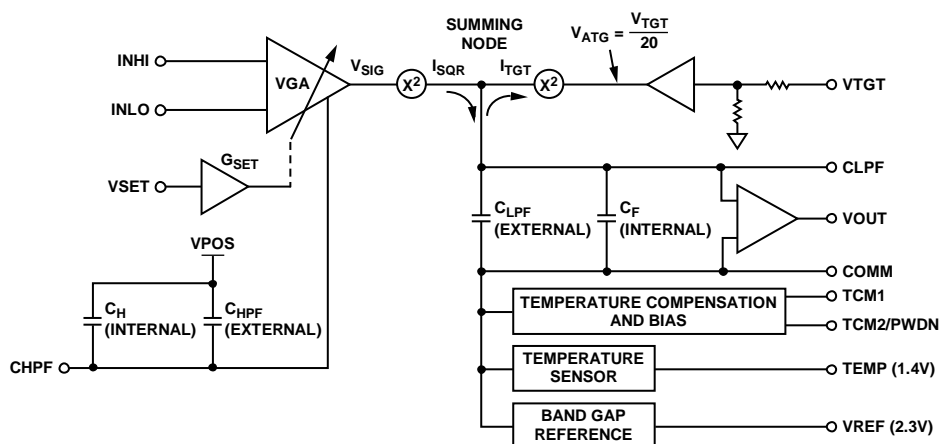 SUMMING
NODE
V_ATG = V_TGT
20
INHI
VGA
V_SIG
X²
I_SQR
I_TGT
X²
VTGT
INLO
G_SET
VSET
CLPF
C_LPF
(EXTERNAL)
C_F
(INTERNAL)
VOUT
VPOS
COMM
C_H
(INTERNAL)
C_HPF
(EXTERNAL)
TEMPERATURE COMPENSATION
AND BIAS
TCM1
TCM2/PWDN
CHPF
TEMPERATURE
SENSOR
TEMP (1.4V)
BAND GAP
REFERENCE
VREF (2.3V)